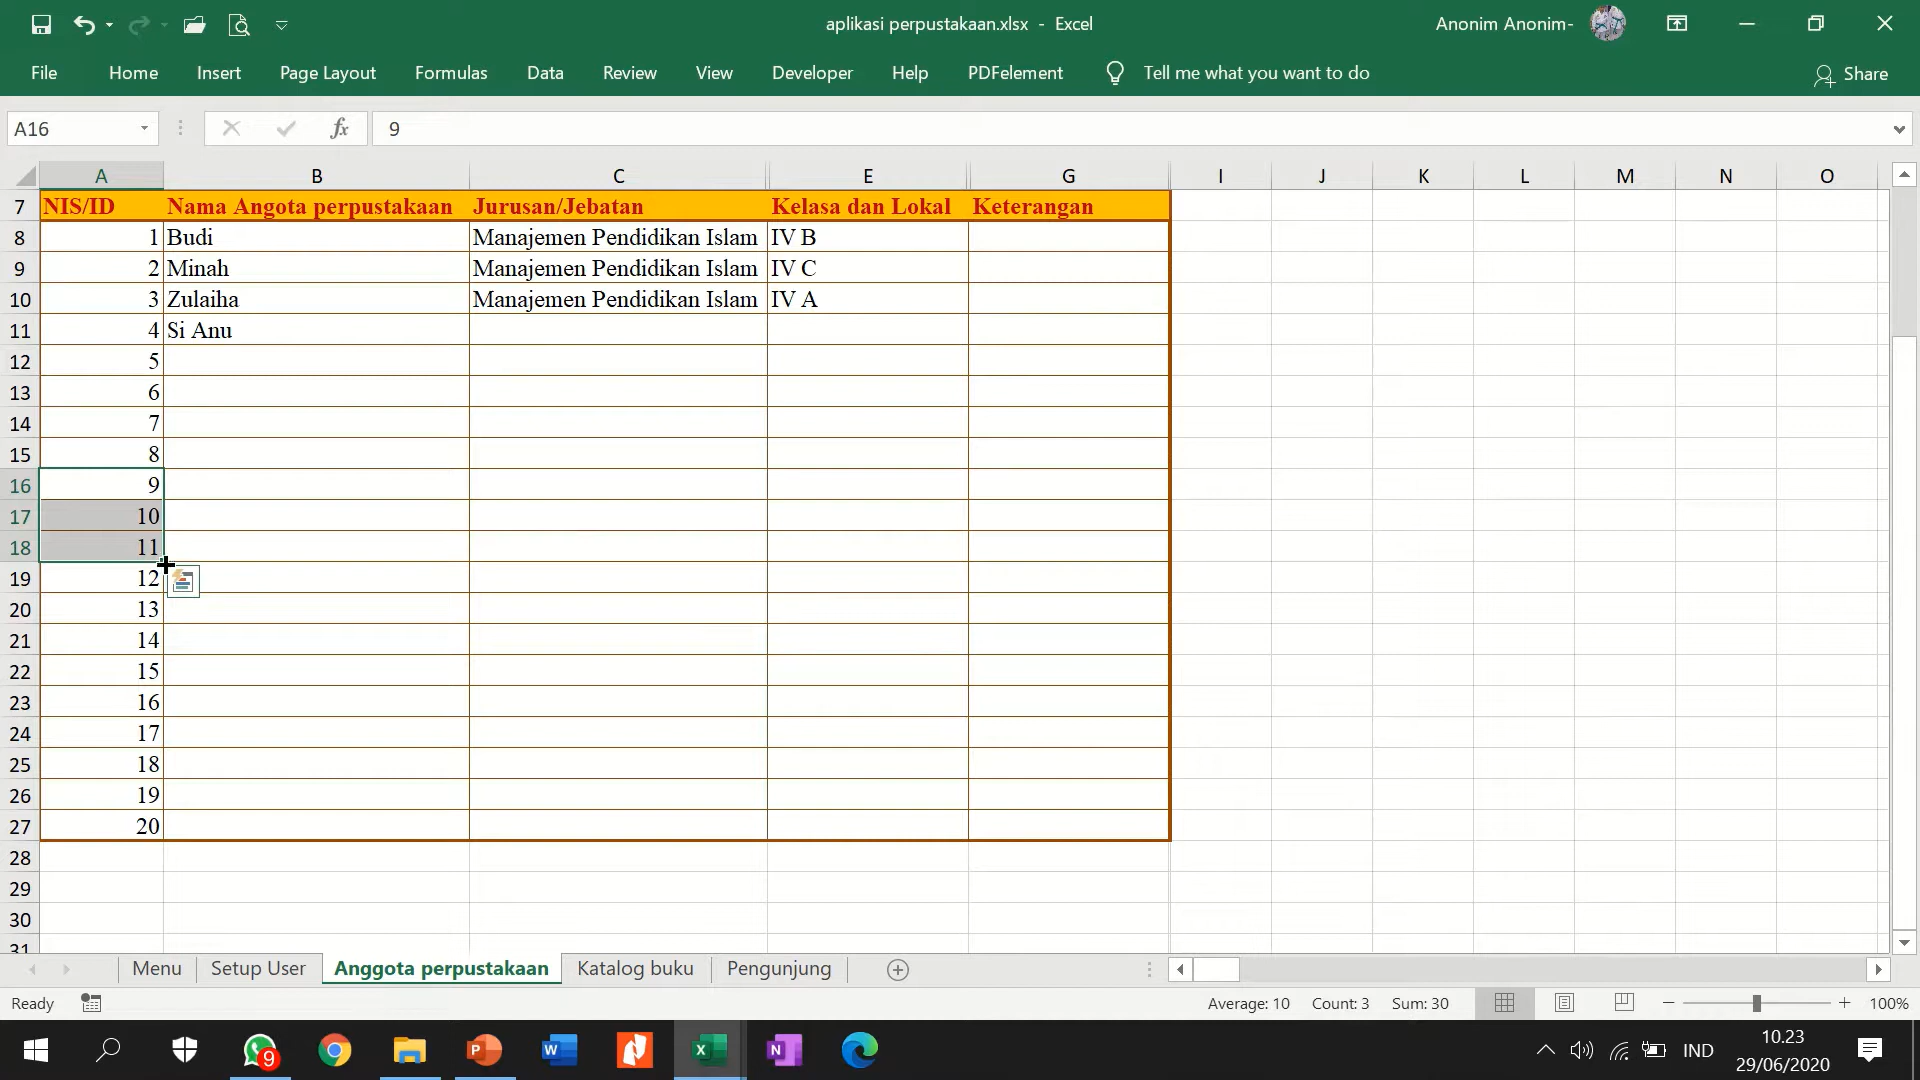 aplikasi perpustakaan.xlsx - Excel
Anonim Anonim-
File Home Insert Page Layout Formulas Data Review View Developer Help PDFelement Tell me what you want to do Share
A16 fx 9
A B C E G I J K L M N O
7 NIS/ID Nama Angota perpustakaan Jurusan/Jebatan Kelasa dan Lokal Keterangan
8 1 Budi Manajemen Pendidikan Islam IV B
9 2 Minah Manajemen Pendidikan Islam IV C
10 3 Zulaiha Manajemen Pendidikan Islam IV A
11 4 Si Anu
12 5
13 6
14 7
15 8
16 9
17 10
18 11
19 12
20 13
21 14
22 15
23 16
24 17
25 18
26 19
27 20
28
29
30
31
Menu Setup User Anggota perpustakaan Katalog buku Pengunjung
Ready Average: 10 Count: 3 Sum: 30 100%
9 IND 10.23
29/06/2020